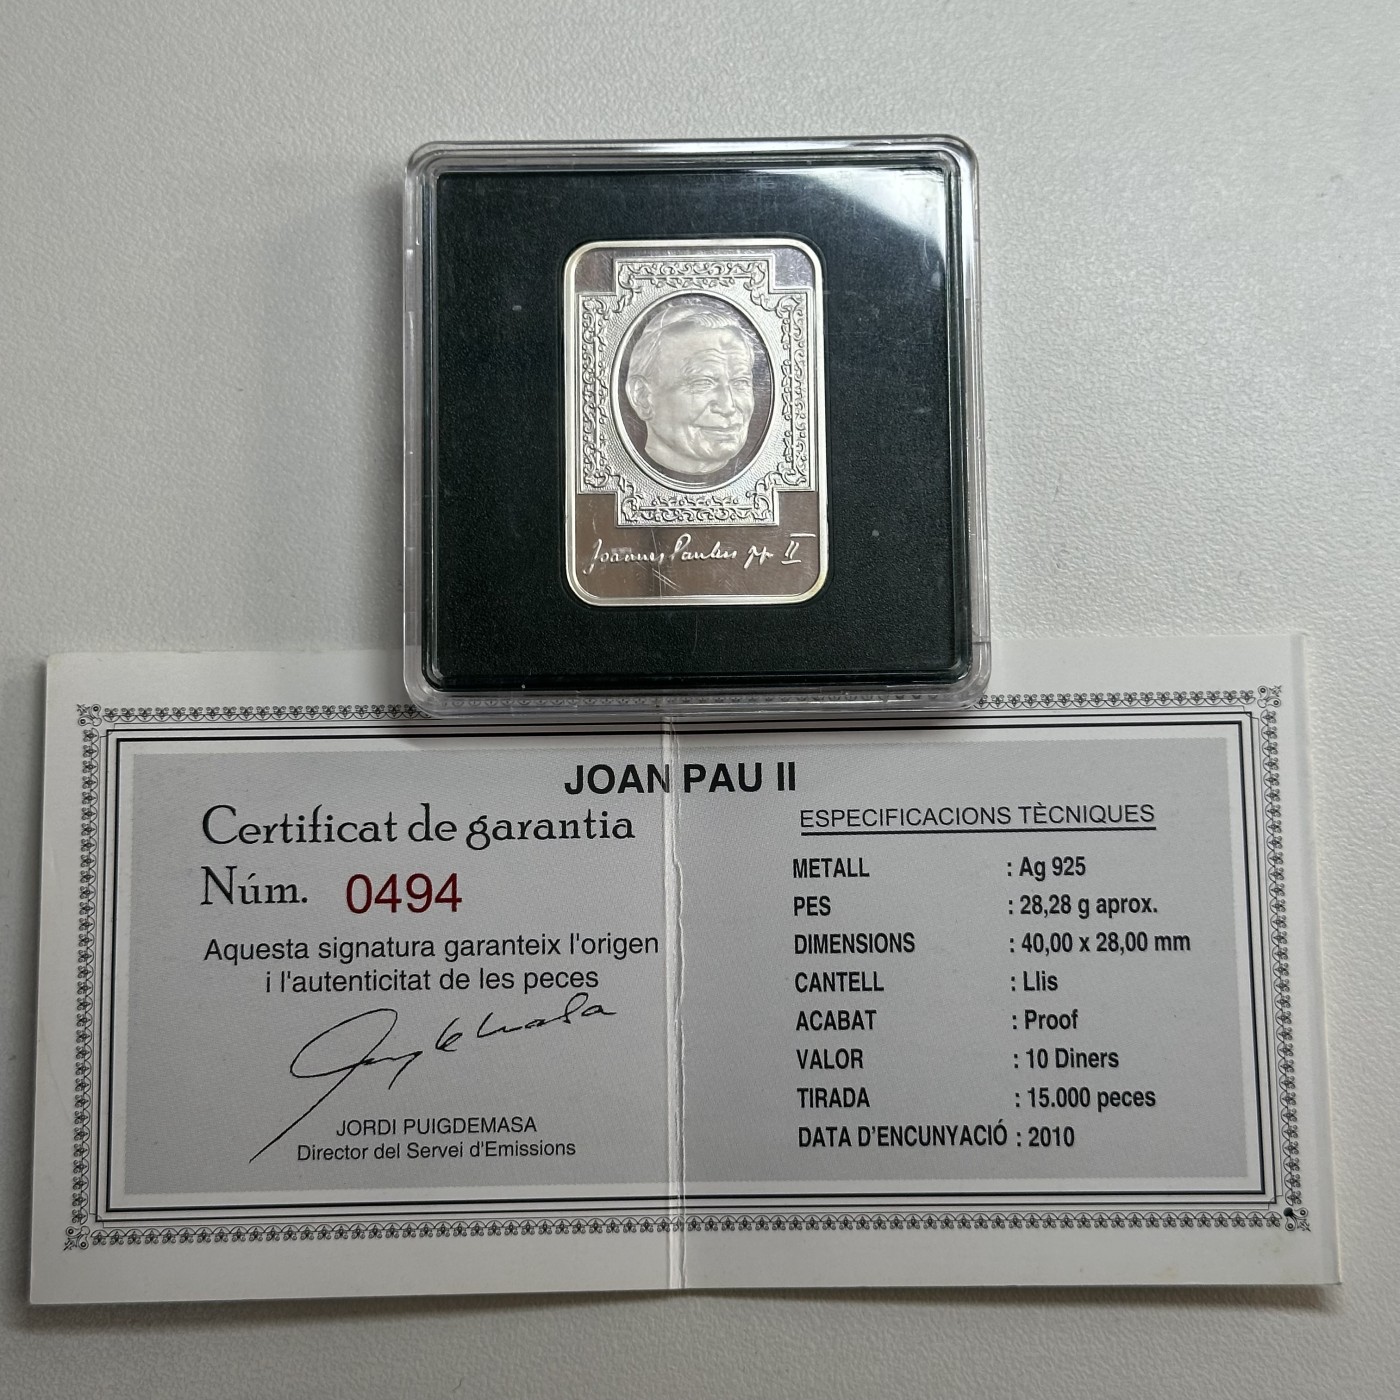 Joannes Paulus pp II
JOAN PAU II
Certificat de garantia
Núm. 0494
Aquesta signatura garanteix l'origen
i l'autenticitat de les peces
JORDI PUIGDEMASA
Director del Servei d'Emissions
ESPECIFICACIONS TÈCNIQUES
METALL : Ag 925
PES : 28,28 g aprox.
DIMENSIONS : 40,00 x 28,00 mm
CANTELL : Llis
ACABAT : Proof
VALOR : 10 Diners
TIRADA : 15.000 peces
DATA D'ENCUNYACIÓ : 2010